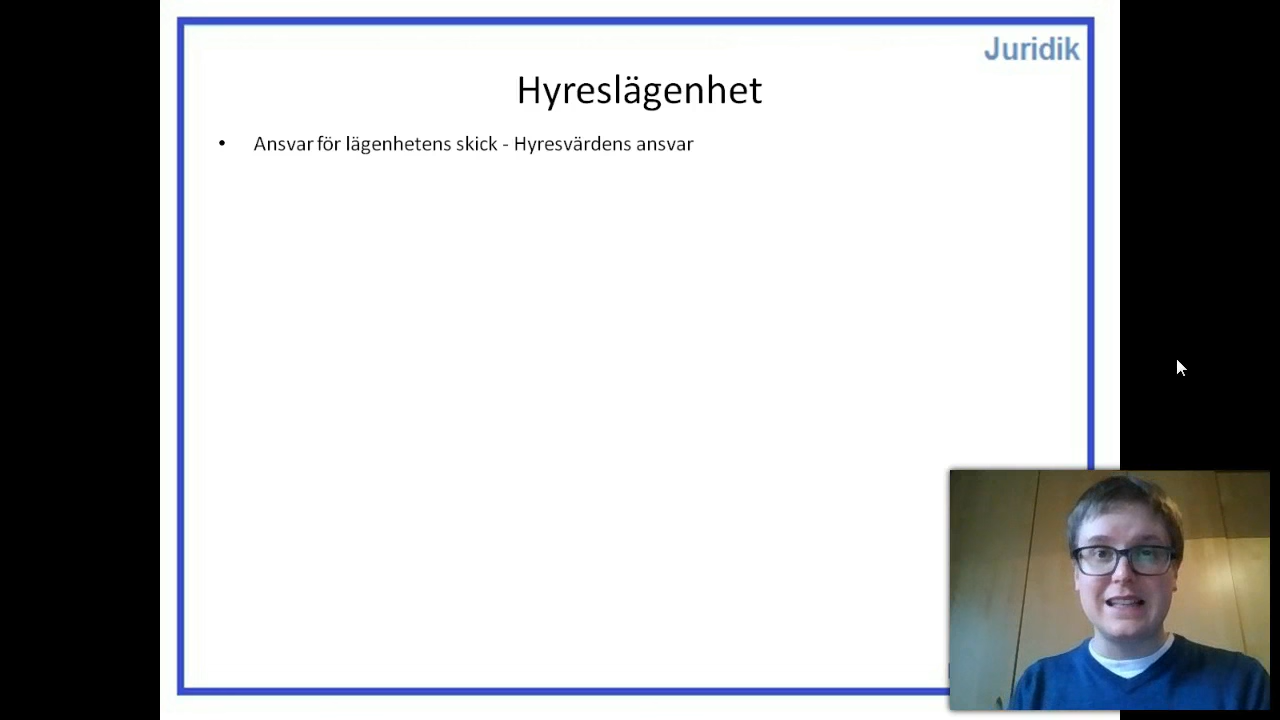 Juridik
Hyreslägenhet
• Ansvar för lägenhetens skick - Hyresvärdens ansvar